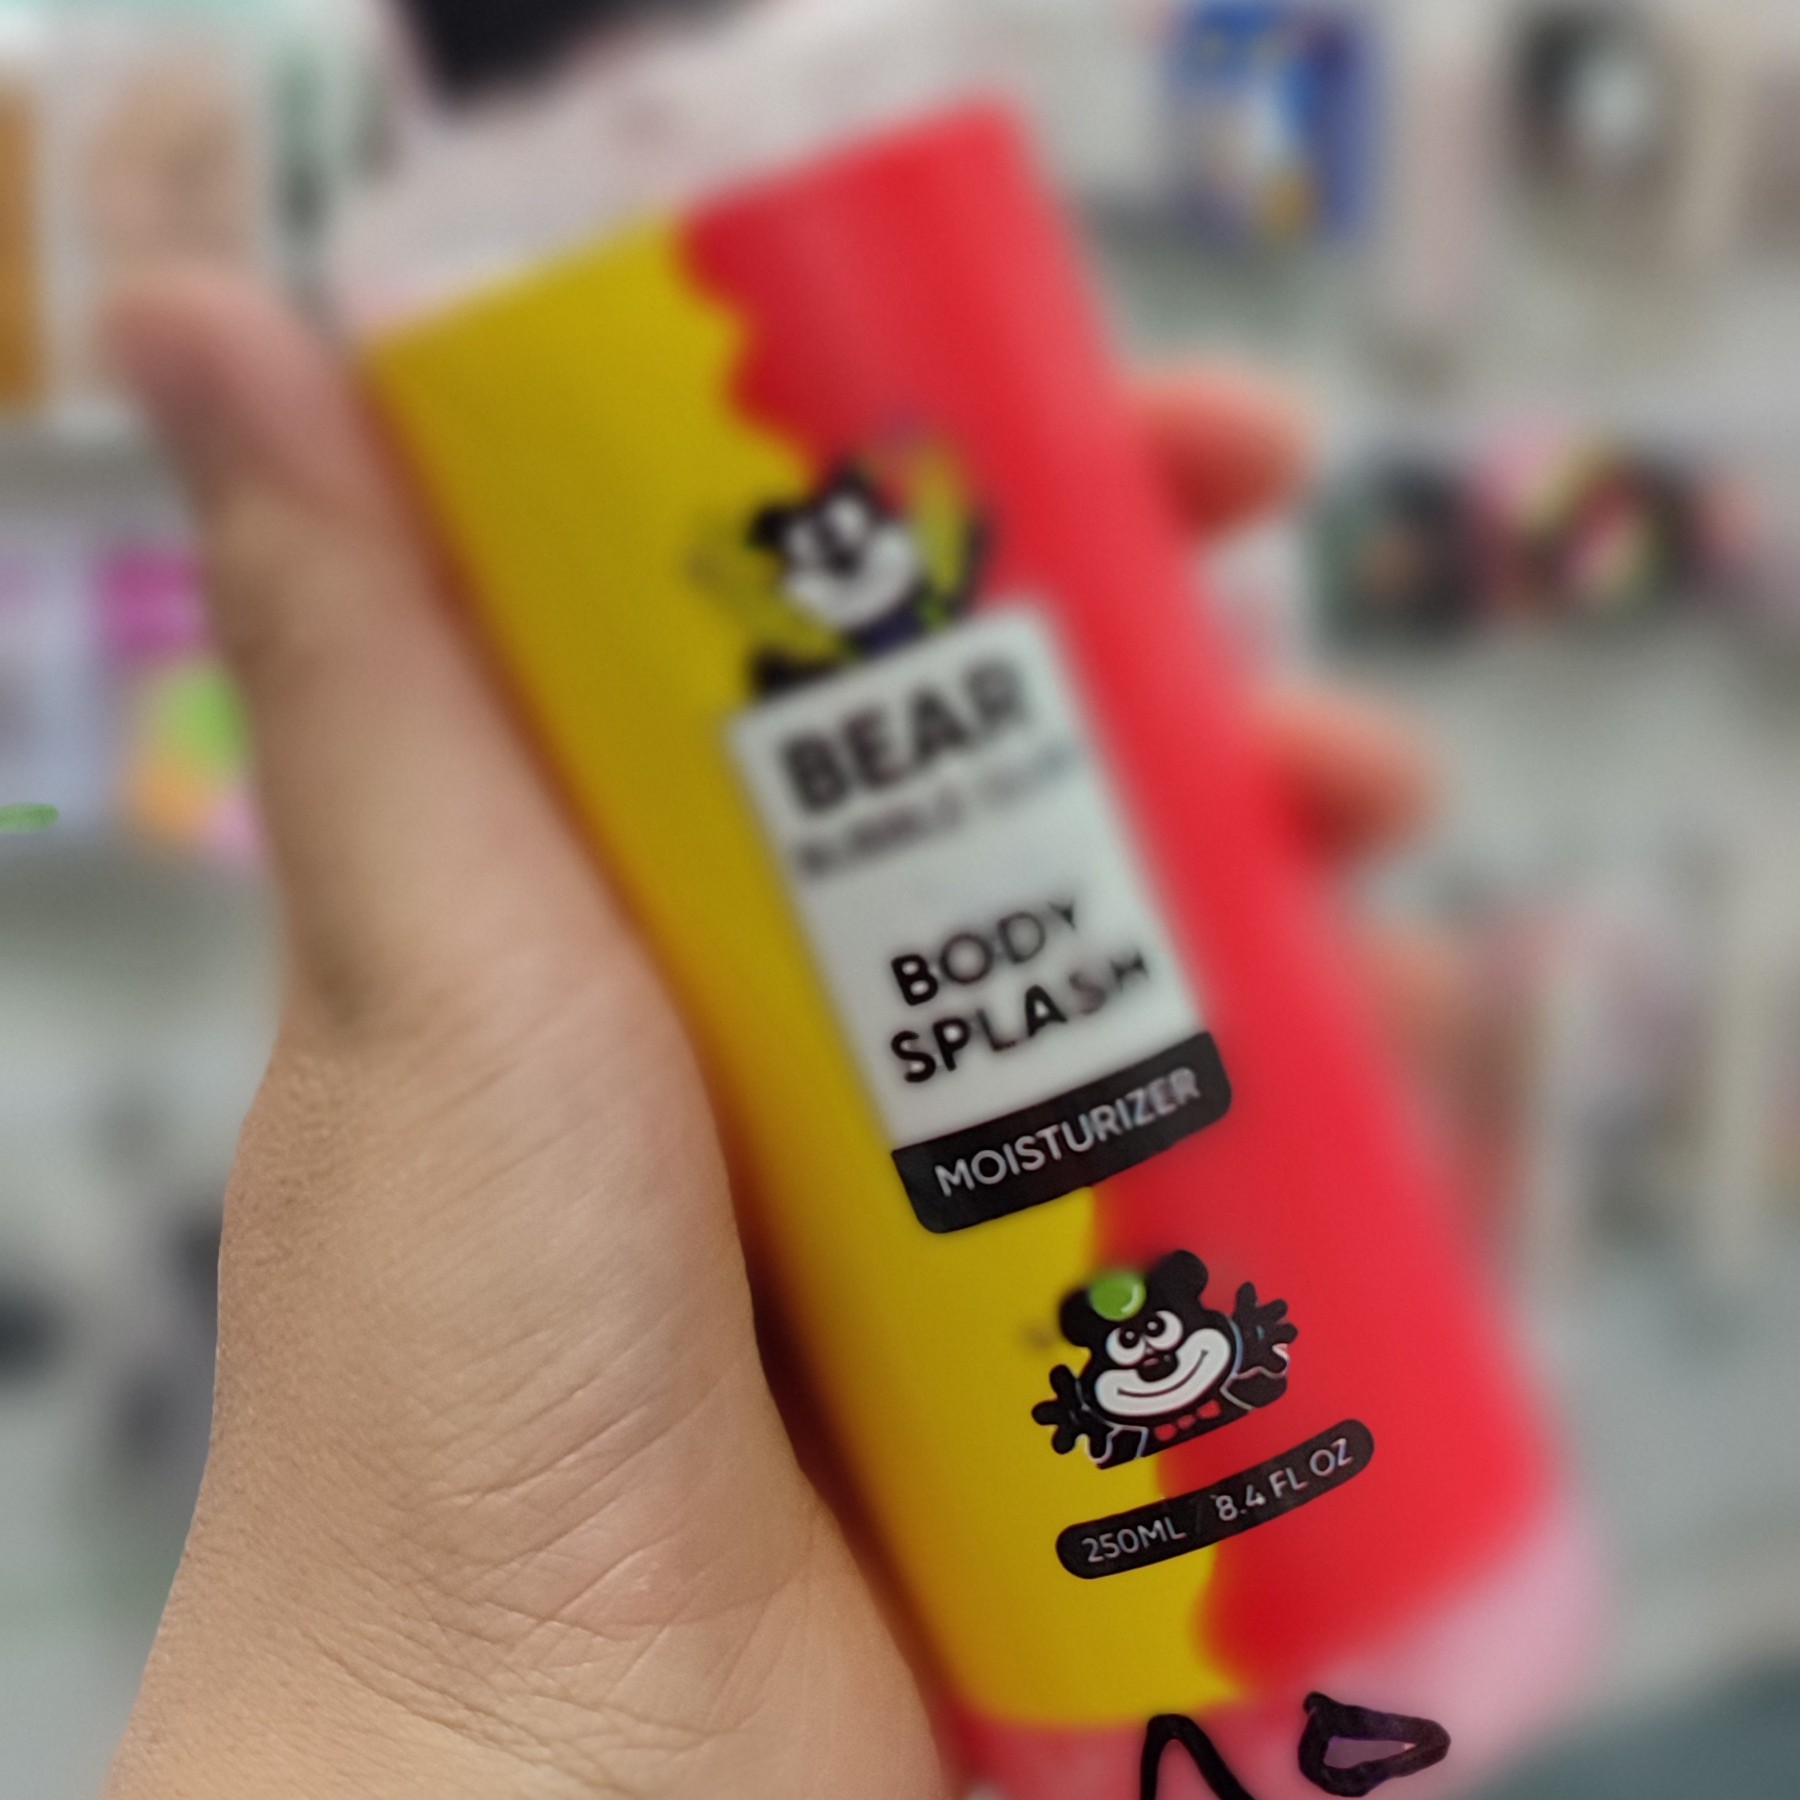 BEAR
BODY
SPLASH
MOISTURIZER
250ML / 8.4 FL OZ